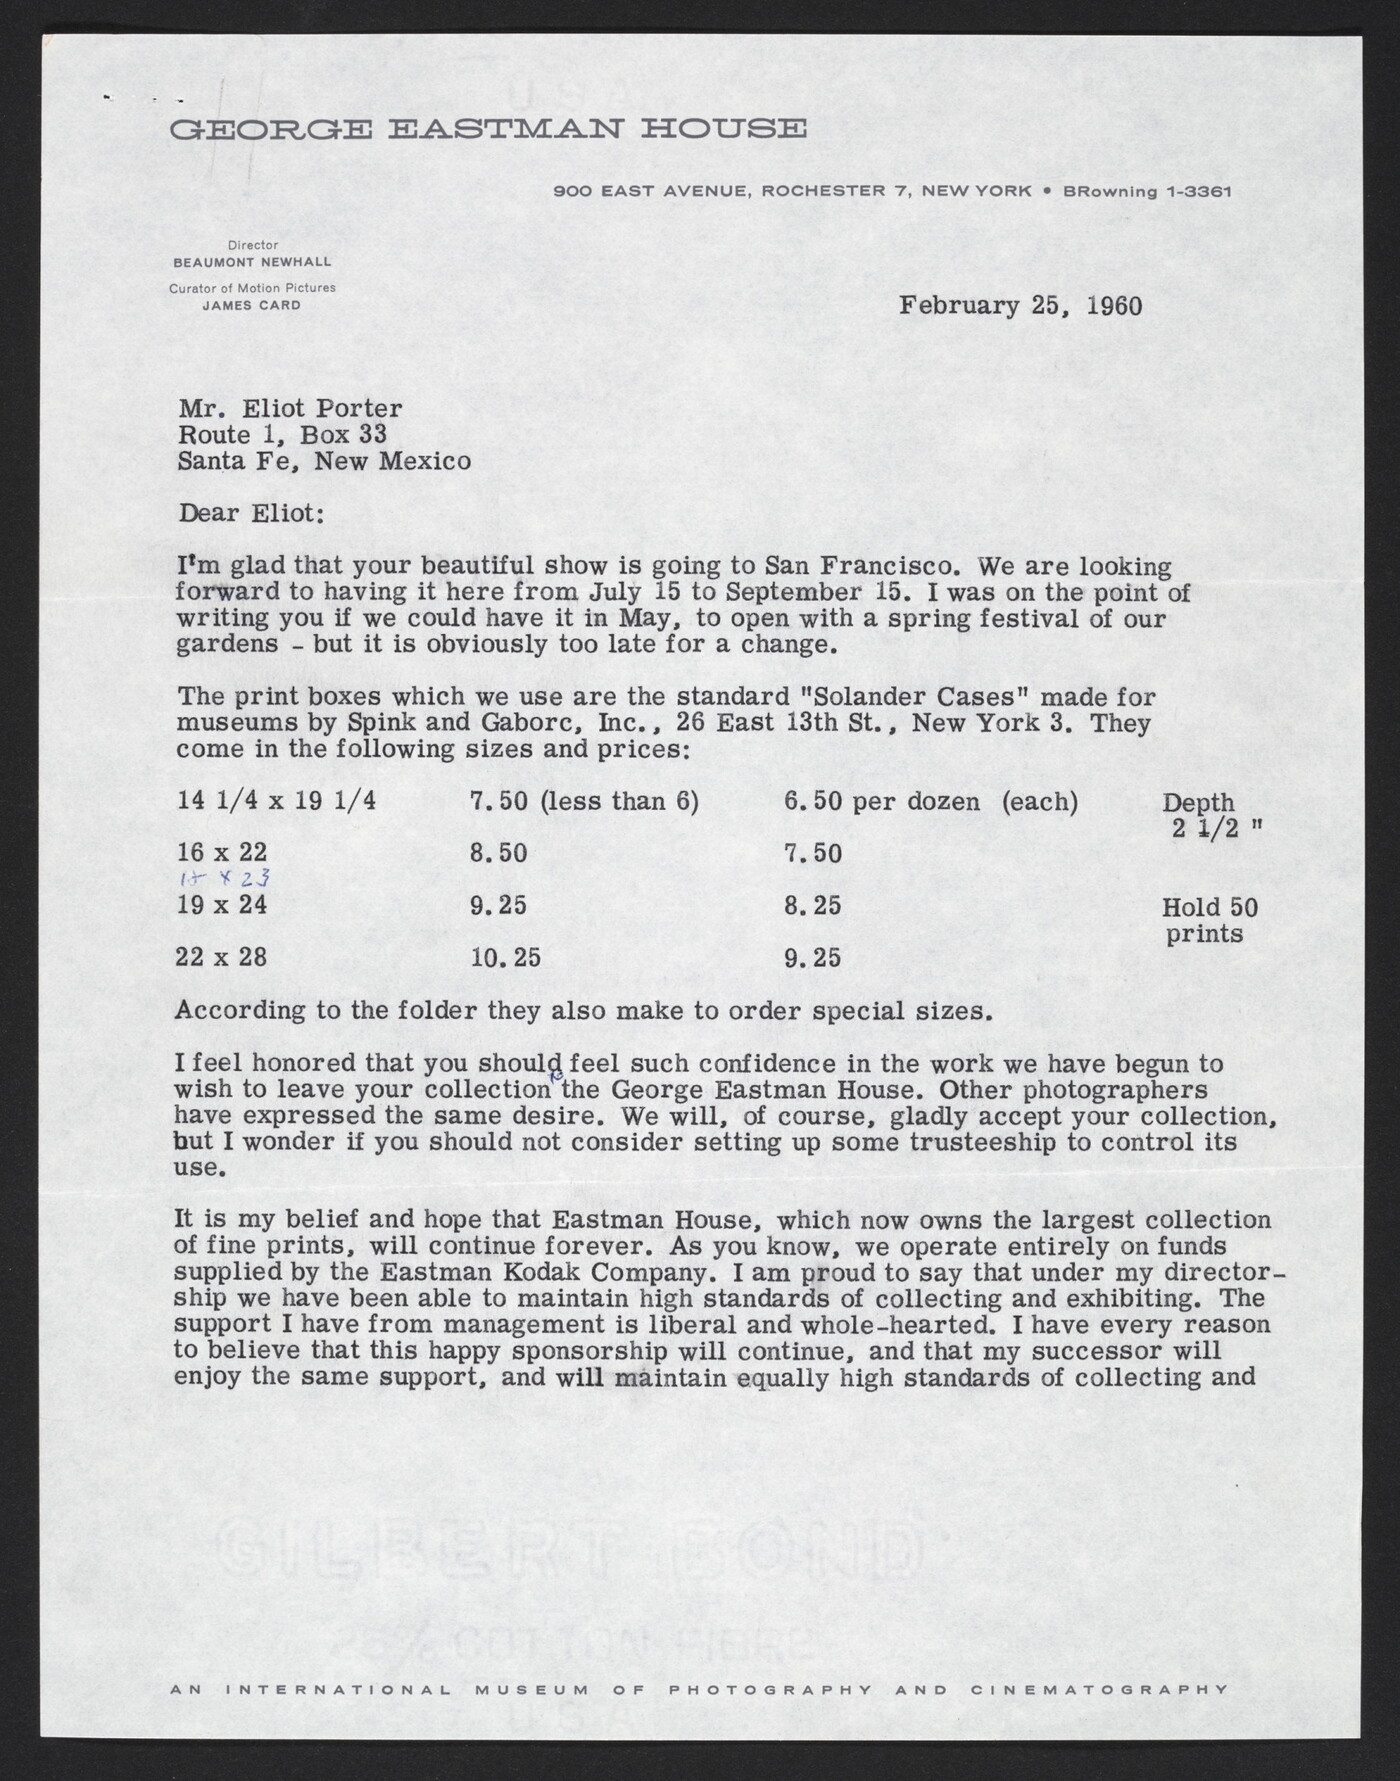 GEORGE EASTMAN HOUSE
900 EAST AVENUE, ROCHESTER 7, NEW YORK • BRowning 1-3361
Director
BEAUMONT NEWHALL
Curator of Motion Pictures
JAMES CARD
February 25, 1960
Mr. Eliot Porter
Route 1, Box 33
Santa Fe, New Mexico
Dear Eliot:
I'm glad that your beautiful show is going to San Francisco. We are looking
forward to having it here from July 15 to September 15. I was on the point of
writing you if we could have it in May, to open with a spring festival of our
gardens - but it is obviously too late for a change.
The print boxes which we use are the standard "Solander Cases" made for
museums by Spink and Gaborc, Inc., 26 East 13th St., New York 3. They
come in the following sizes and prices:
14 1/4 x 19 1/4 7.50 (less than 6) 6.50 per dozen (each) Depth
2 1/2 "
16 x 22 8.50 7.50
x 23
19 x 24 9.25 8.25 Hold 50
prints
22 x 28 10.25 9.25
According to the folder they also make to order special sizes.
I feel honored that you should feel such confidence in the work we have begun to
wish to leave your collection to the George Eastman House. Other photographers
have expressed the same desire. We will, of course, gladly accept your collection,
but I wonder if you should not consider setting up some trusteeship to control its
use.
It is my belief and hope that Eastman House, which now owns the largest collection
of fine prints, will continue forever. As you know, we operate entirely on funds
supplied by the Eastman Kodak Company. I am proud to say that under my director-
ship we have been able to maintain high standards of collecting and exhibiting. The
support I have from management is liberal and whole-hearted. I have every reason
to believe that this happy sponsorship will continue, and that my successor will
enjoy the same support, and will maintain equally high standards of collecting and
GILBERT BOND
25% COTTON FIBRE
USA
AN INTERNATIONAL MUSEUM OF PHOTOGRAPHY AND CINEMATOGRAPHY